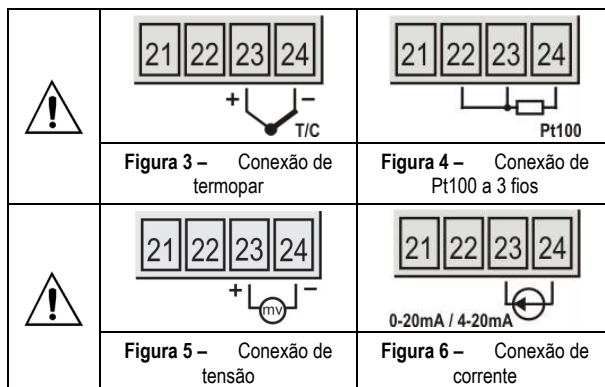 21 22 23 24
+ –
T/C
Figura 3 – Conexão de
termopar
21 22 23 24
Pt100
Figura 4 – Conexão de
Pt100 a 3 fios
21 22 23 24
+ –
mv
Figura 5 – Conexão de
tensão
21 22 23 24
0-20mA / 4-20mA
Figura 6 – Conexão de
corrente